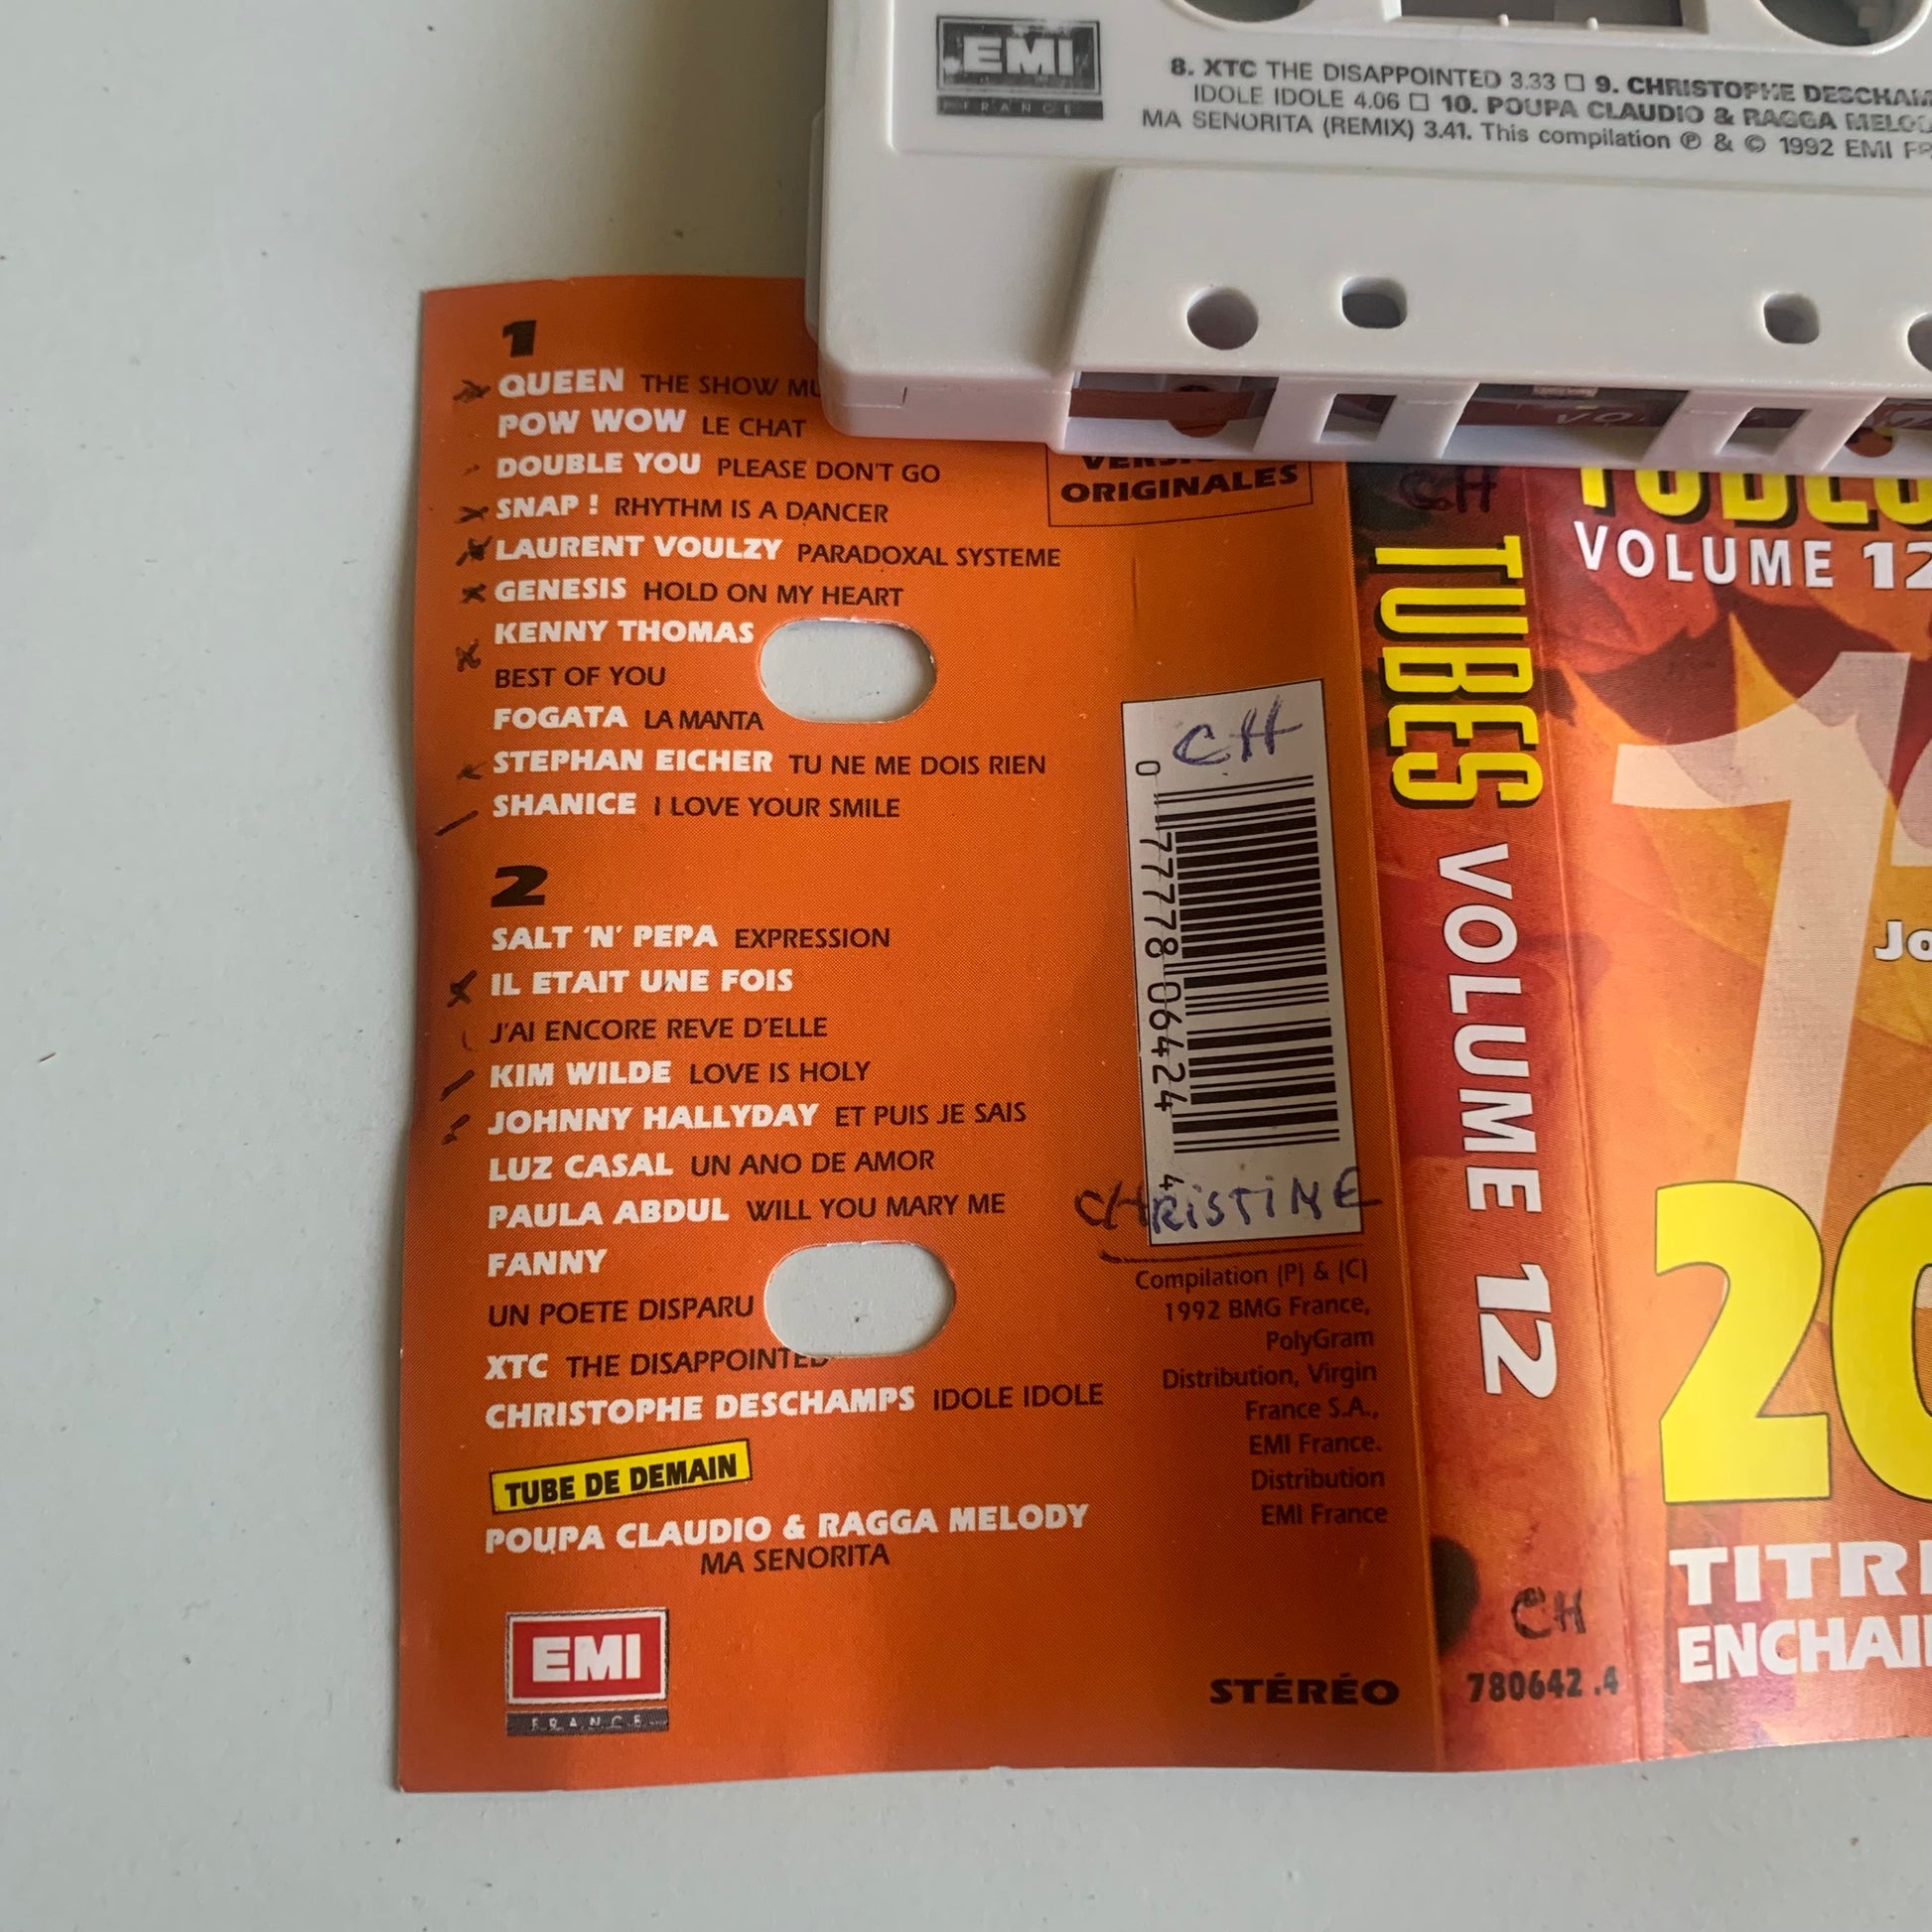 EMI
FRANCE
8. XTC THE DISAPPOINTED 3.33 □ 9. CHRISTOPHE
IDOLE IDOLE 4.06 □ 10. POUPA CLAUDIO & RAGGA
MA SENORITA (REMIX) 3.41. This compilation ℗ & © 1992 EMI
1
QUEEN THE SHOW
POW WOW LE CHAT
DOUBLE YOU PLEASE DON'T GO
SNAP ! RHYTHM IS A DANCER
LAURENT VOULZY PARADOXAL SYSTEME
GENESIS HOLD ON MY HEART
KENNY THOMAS
BEST OF YOU
FOGATA LA MANTA
STEPHAN EICHER TU NE ME DOIS RIEN
SHANICE I LOVE YOUR SMILE
2
SALT 'N' PEPA EXPRESSION
IL ETAIT UNE FOIS
J'AI ENCORE REVE D'ELLE
KIM WILDE LOVE IS HOLY
JOHNNY HALLYDAY ET PUIS JE SAIS
LUZ CASAL UN ANO DE AMOR
PAULA ABDUL WILL YOU MARY ME
FANNY
UN POETE DISPARU
XTC THE DISAPPOINTED
CHRISTOPHE DESCHAMPS IDOLE IDOLE
TUBE DE DEMAIN
POUPA CLAUDIO & RAGGA MELODY
MA SENORITA
EMI
FRANCE
ORIGINALES
CH
0 77778 06424 4
CHRISTINE
Compilation (P) & (C)
1992 BMG France,
PolyGram
Distribution, Virgin
France S.A.,
EMI France.
Distribution
EMI France
STÉRÉO
CH
TUBES VOLUME 12
CH
780642.4
VOLUME 12
12
20